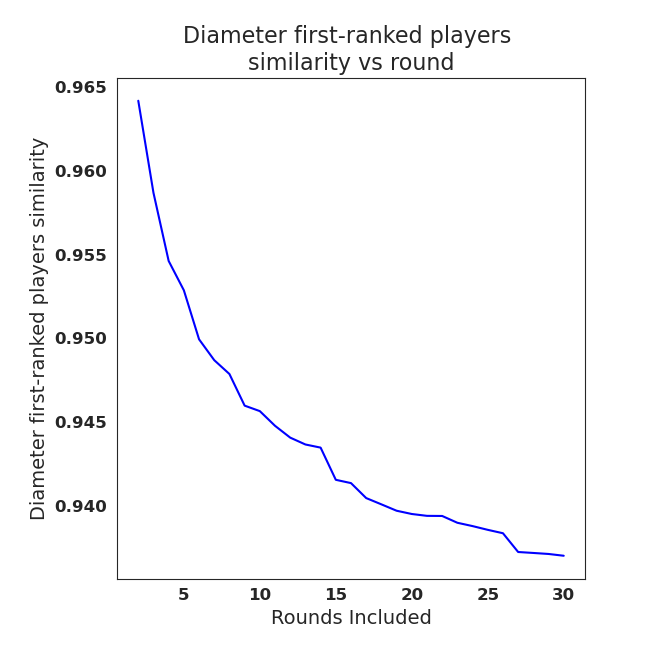 Diameter first-ranked players
similarity vs round
Diameter first-ranked players similarity
0.965
0.960
0.955
0.950
0.945
0.940
5 10 15 20 25 30
Rounds Included